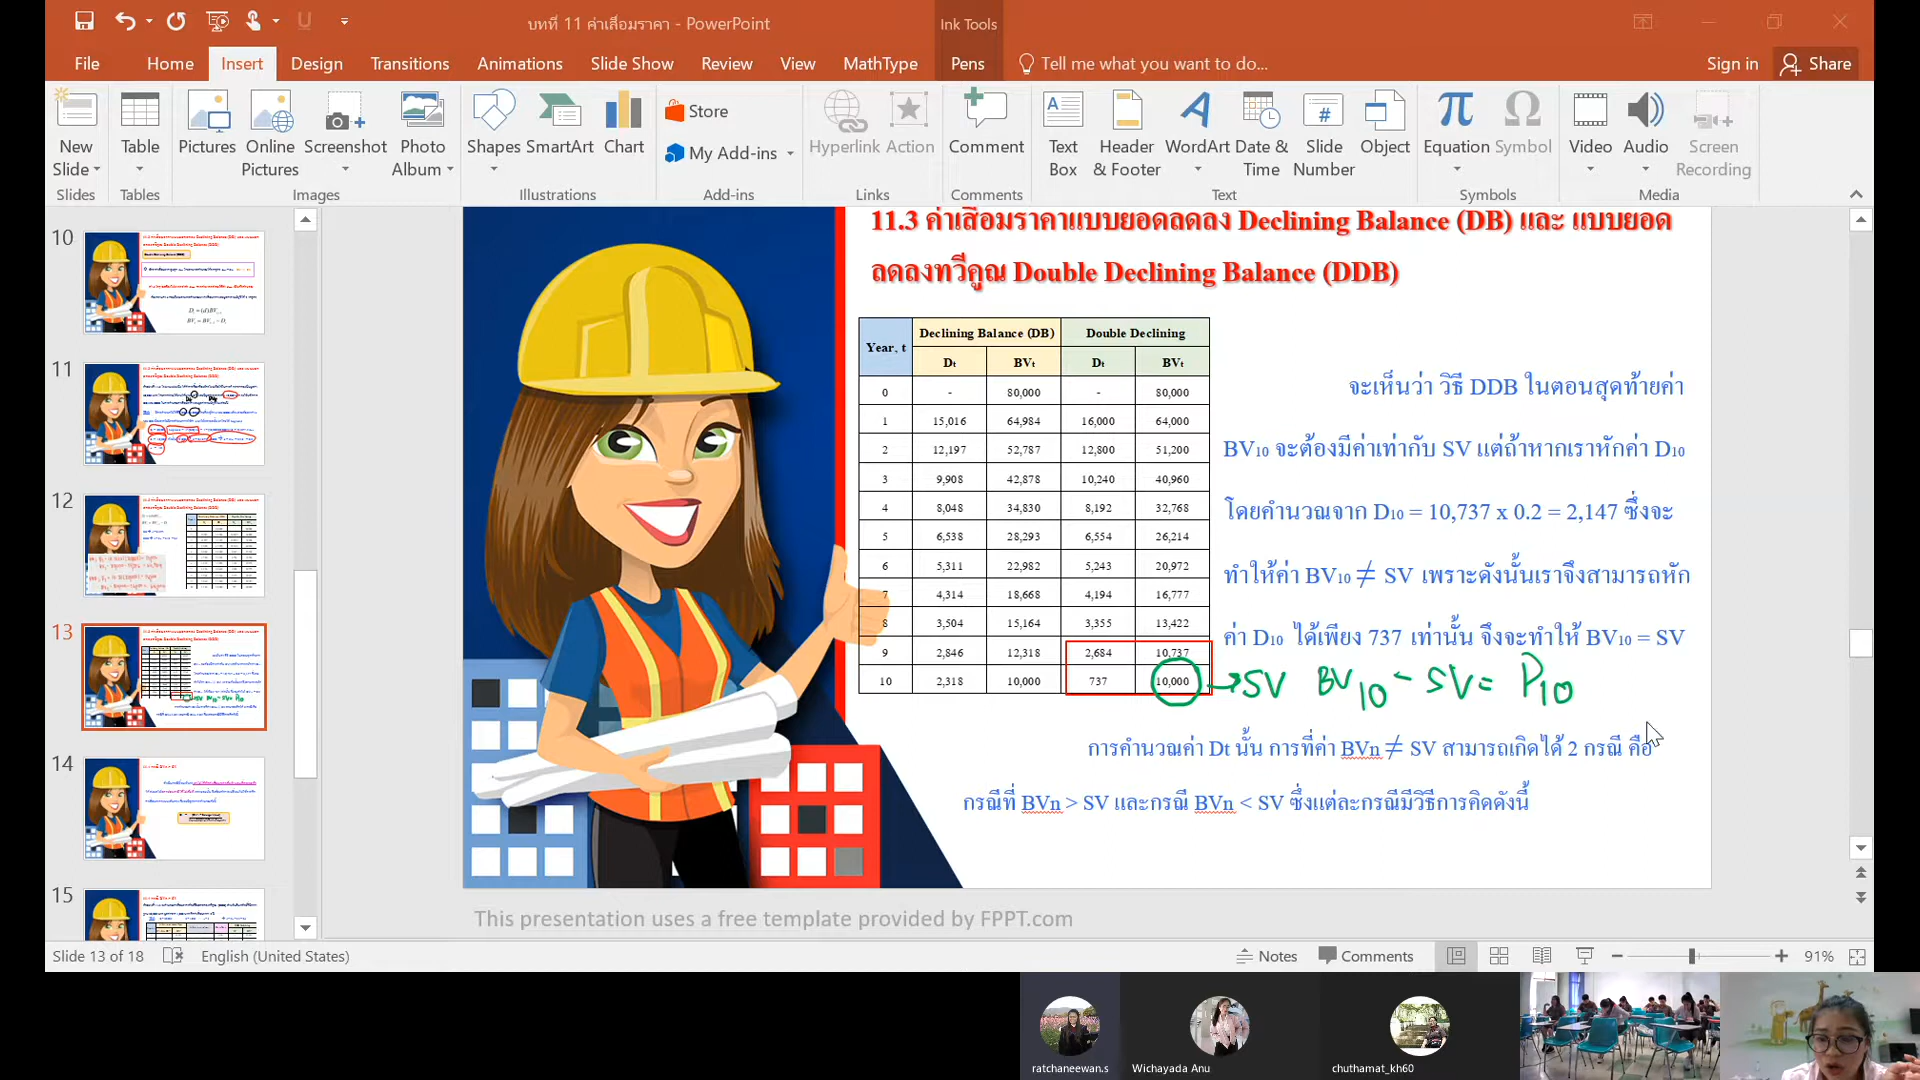 บทที่ 11 ค่าเสื่อมราคา - PowerPoint
Ink Tools
File Home Insert Design Transitions Animations Slide Show Review View MathType Pens Tell me what you want to do... Sign in Share
New Slide Table Pictures Online Pictures Screenshot Photo Album Shapes SmartArt Chart Store My Add-ins Hyperlink Action Comment Text Box Header & Footer WordArt Date & Time Slide Number Object Equation Symbol Video Audio Screen Recording
Slides Tables Images Illustrations Add-ins Links Comments Text Symbols Media
10
11
12
13
14
15
11.3 ค่าเสื่อมราคาแบบยอดลดลง Declining Balance (DB) และ แบบยอด
ลดลงทวีคูณ Double Declining Balance (DDB)
Year, t Declining Balance (DB) Double Declining
Dt BVt Dt BVt
0 - 80,000 - 80,000
1 15,016 64,984 16,000 64,000
2 12,197 52,787 12,800 51,200
3 9,908 42,878 10,240 40,960
4 8,048 34,830 8,192 32,768
5 6,538 28,293 6,554 26,214
6 5,311 22,982 5,243 20,972
7 4,314 18,668 4,194 16,777
8 3,504 15,164 3,355 13,422
9 2,846 12,318 2,684 10,737
10 2,318 10,000 737 10,000
จะเห็นว่า วิธี DDB ในตอนสุดท้ายค่า
BV10 จะต้องมีค่าเท่ากับ SV แต่ถ้าหากเราหักค่า D10
โดยคำนวณจาก D10 = 10,737 x 0.2 = 2,147 ซึ่งจะ
ทำให้ค่า BV10 ≠ SV เพราะดังนั้นเราจึงสามารถหัก
ค่า D10 ได้เพียง 737 เท่านั้น จึงจะทำให้ BV10 = SV
→SV BV10 - SV = D10
การคำนวณค่า Dt นั้น การที่ค่า BVn ≠ SV สามารถเกิดได้ 2 กรณี คือ
กรณีที่ BVn > SV และกรณี BVn < SV ซึ่งแต่ละกรณีมีวิธีการคิดดังนี้
This presentation uses a free template provided by FPPT.com
Slide 13 of 18 English (United States) Notes Comments 91%
ratchaneewan.s Wichayada Anu chuthamat_kh60